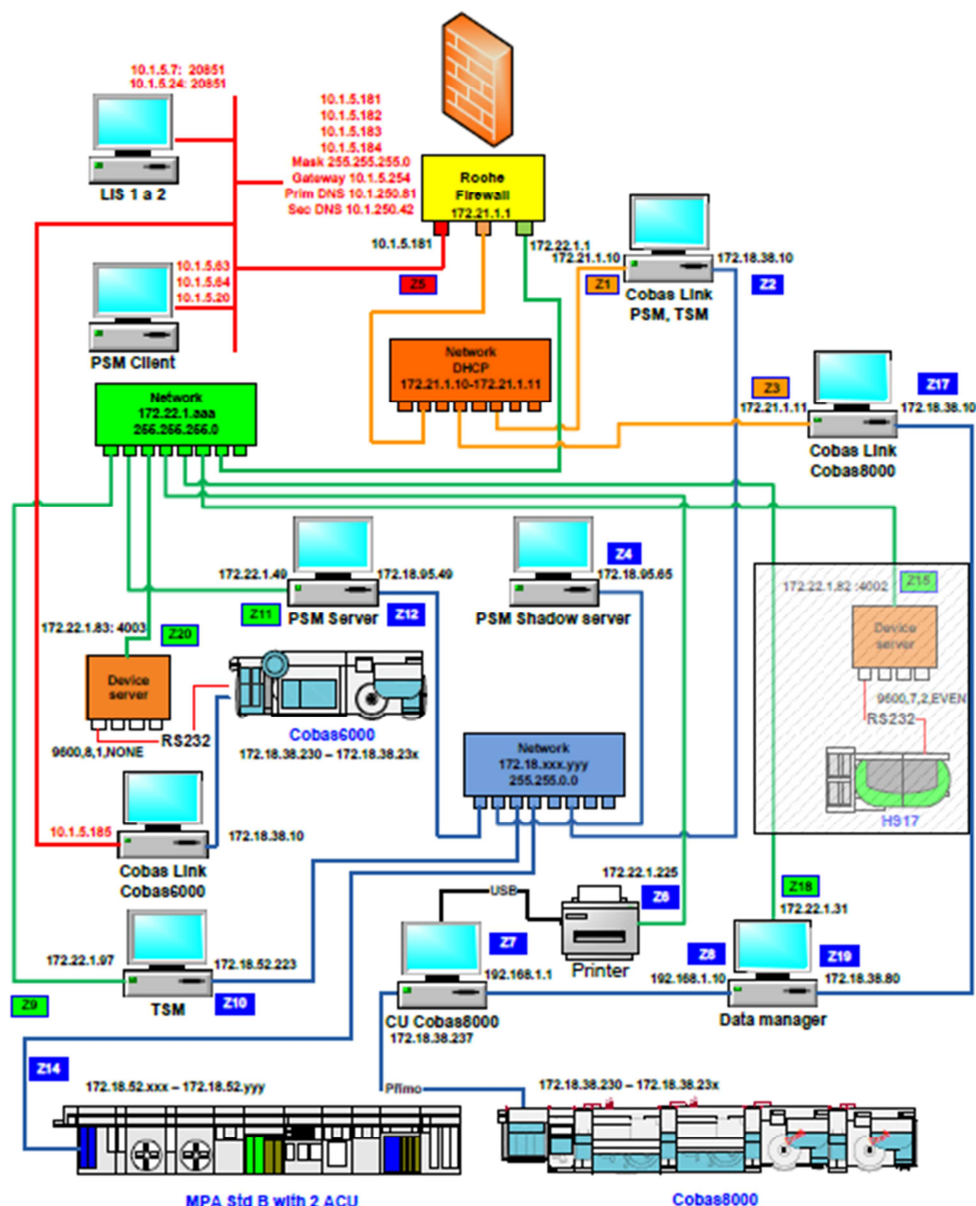 10.1.5.7: 20851
10.1.5.24: 20851
LIS 1 a 2
10.1.5.181
10.1.5.182
10.1.5.183
10.1.5.184
Mask 255.255.255.0
Gateway 10.1.5.254
Prim DNS 10.1.250.81
Sec DNS 10.1.250.42
Roche
Firewall
172.21.1.1
10.1.5.181
172.22.1.1
172.21.1.10
172.18.38.10
Z5
Z1
Z2
Cobas Link
PSM, TSM
10.1.5.63
10.1.5.64
10.1.5.20
PSM Client
Network
DHCP
172.21.1.10-172.21.1.11
Z3
172.21.1.11
Z17
172.18.38.10
Cobas Link
Cobas8000
Network
172.22.1.aaa
255.255.255.0
172.22.1.49
172.18.95.49
Z11
PSM Server
Z12
Z4
172.18.95.65
PSM Shadow server
172.22.1.82 :4002
Z15
Device
server
9600,7,2,EVEN
RS232
H917
172.22.1.83: 4003
Z20
Device
server
9600,8,1,NONE
RS232
Cobas6000
172.18.38.230 – 172.18.38.23x
Network
172.18.xxx.yyy
255.255.0.0
10.1.5.185
172.18.38.10
Cobas Link
Cobas6000
172.22.1.97
172.18.52.223
Z9
TSM
Z10
USB
172.22.1.225
Z6
Printer
Z7
192.168.1.1
CU Cobas8000
172.18.38.237
Z18
172.22.1.31
Z8
192.168.1.10
Z19
172.18.38.80
Data manager
Z14
172.18.52.xxx – 172.18.52.yyy
MPA Std B with 2 ACU
Přímo
172.18.38.230 – 172.18.38.23x
Cobas8000